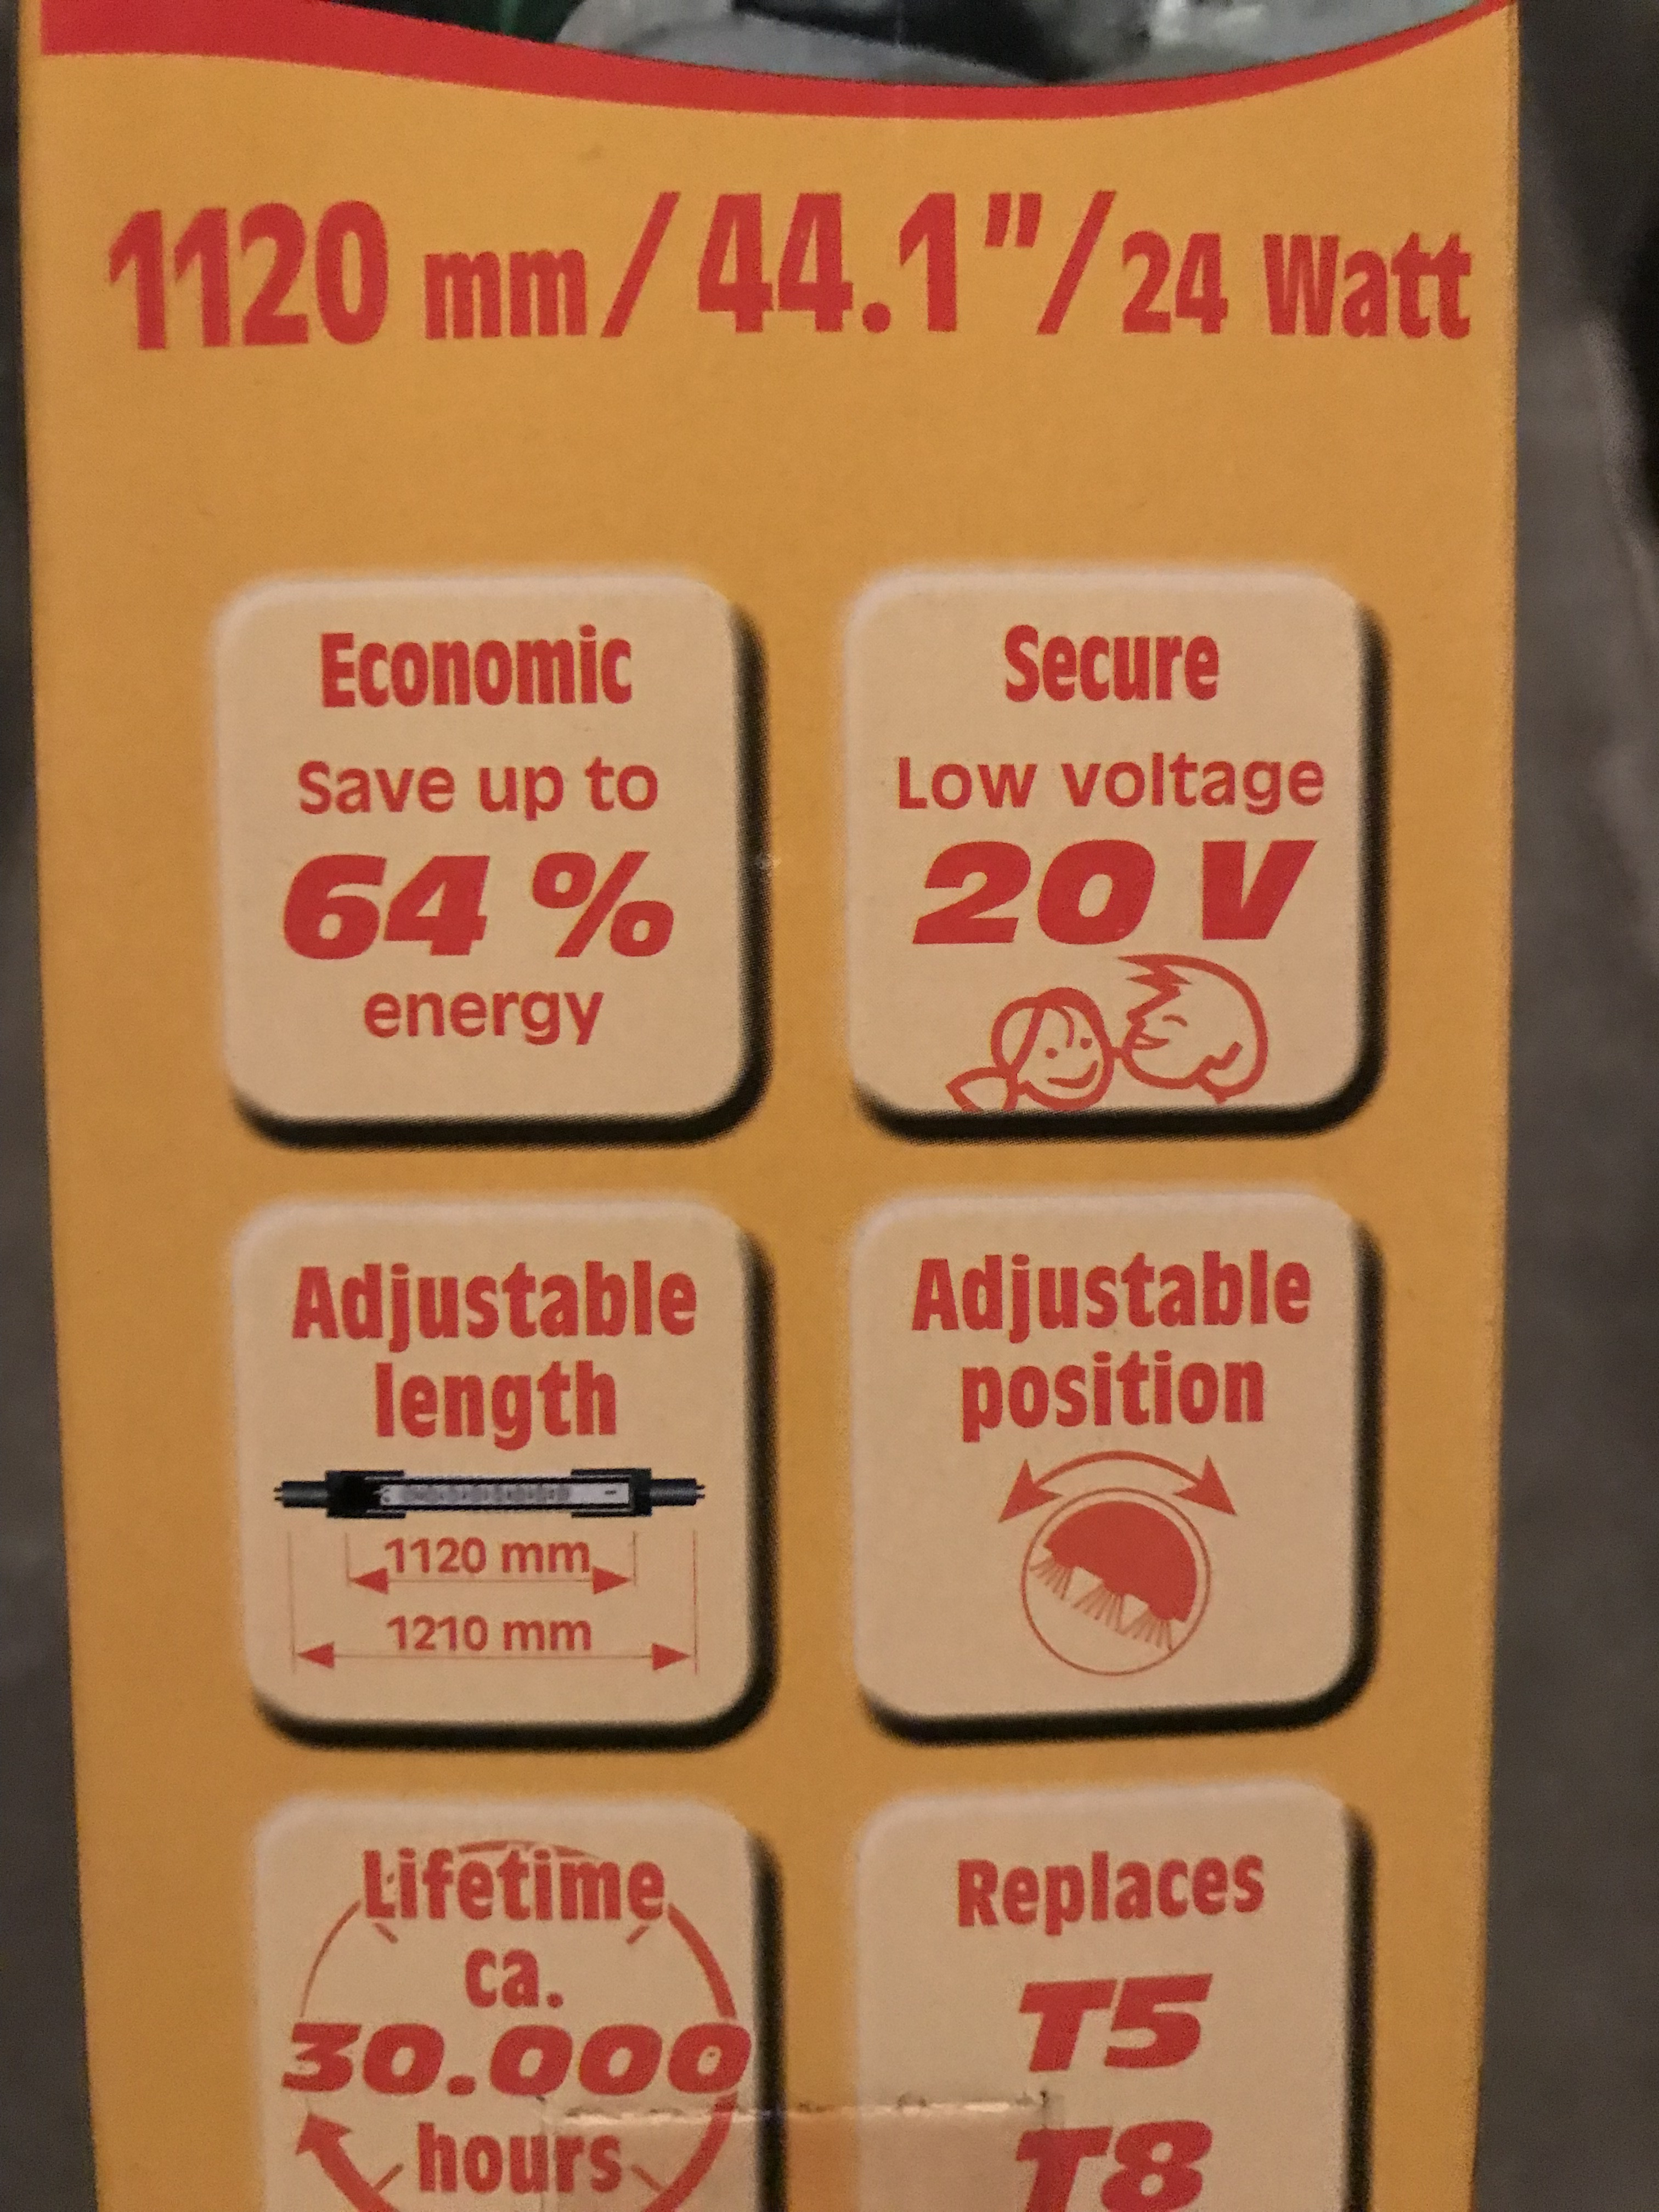 1120 mm/44.1"/24 Watt
Economic
Save up to
64 %
energy
Secure
Low voltage
20 V
Adjustable
length
1120 mm
1210 mm
Adjustable
position
Lifetime
ca.
30.000
hours
Replaces
T5
T8